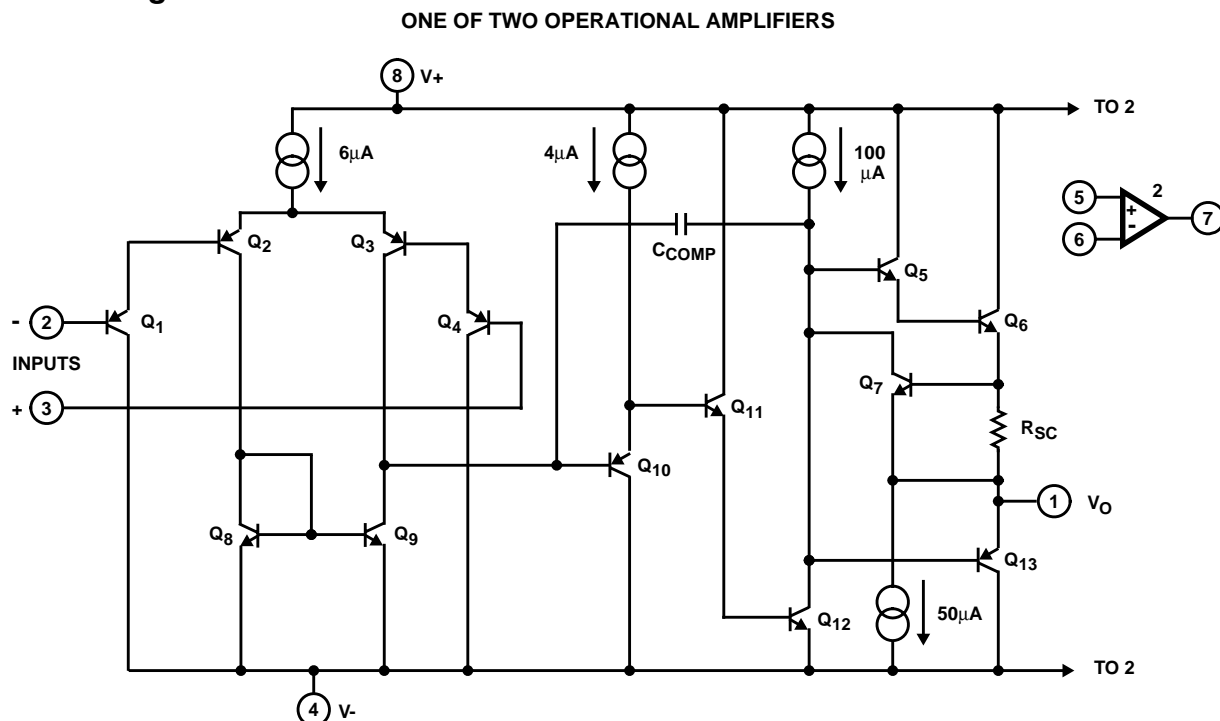 ONE OF TWO OPERATIONAL AMPLIFIERS
8 V+
TO 2
6µA
4µA
100
µA
5
6
+
-
2
7
Q2
Q3
CCOMP
Q5
- 2
Q1
Q4
Q6
INPUTS
+ 3
Q7
Q11
RSC
Q10
1 VO
Q8
Q9
Q13
Q12
50µA
TO 2
4 V-